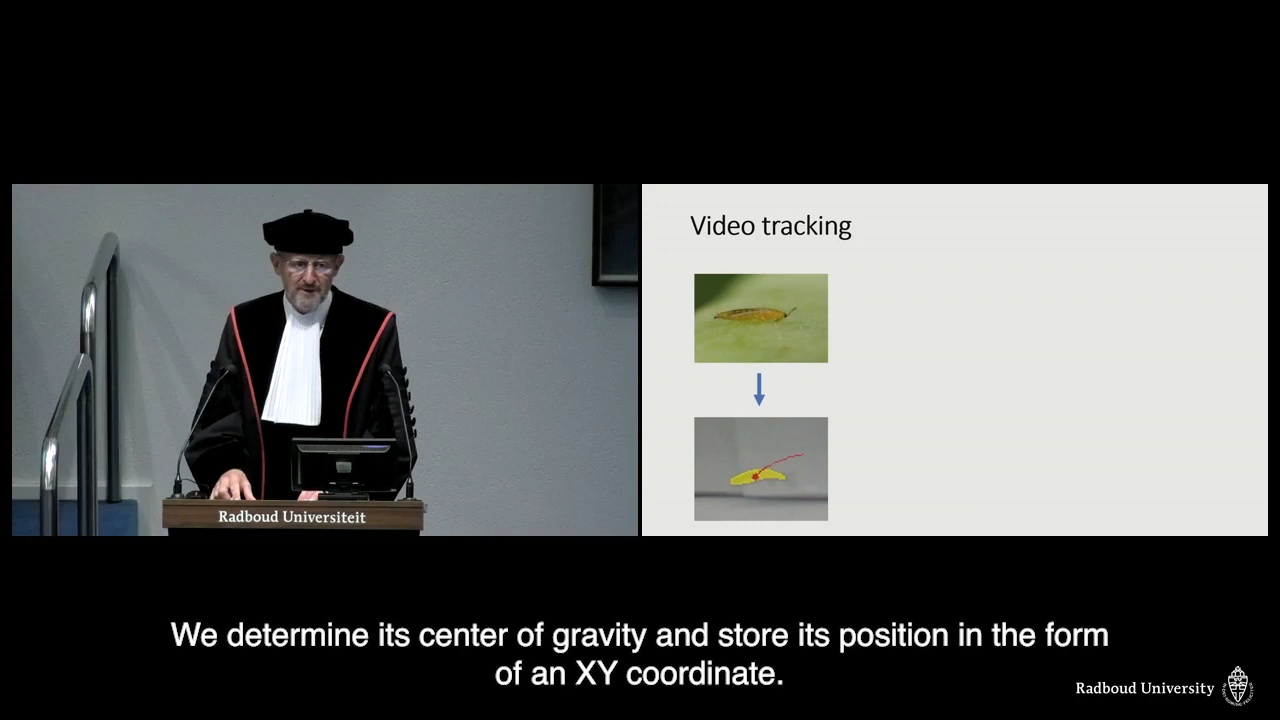 Video tracking
Radboud Universiteit
We determine its center of gravity and store its position in the form
of an XY coordinate.
Radboud University